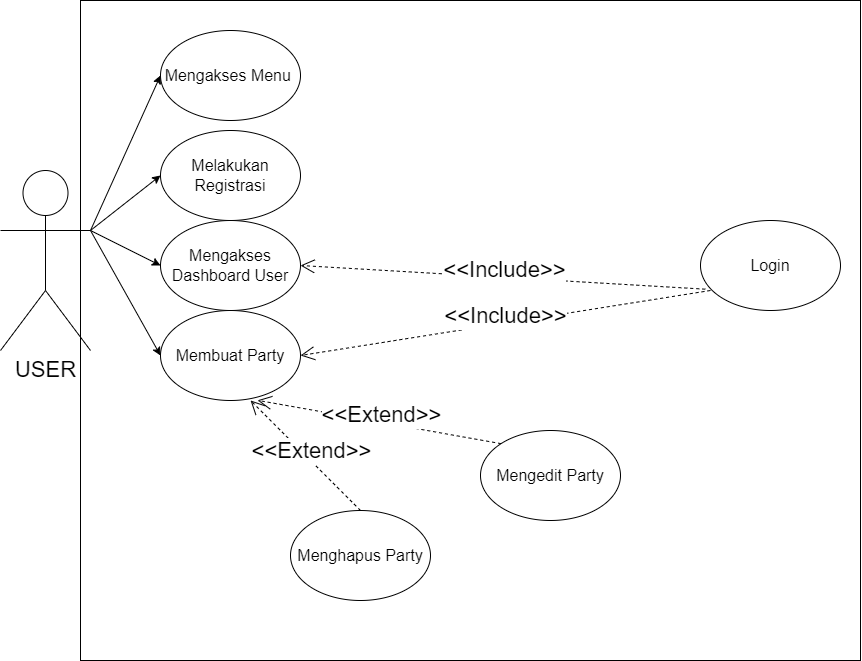 Mengakses Menu
Melakukan
Registrasi
Mengakses
Dashboard User
<<Include>>
Login
<<Include>>
Membuat Party
USER
<<Extend>>
<<Extend>>
Mengedit Party
Menghapus Party